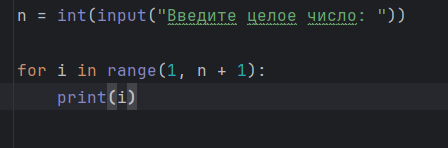 n = int(input("Введите целое число: "))
for i in range(1, n + 1):
    print(i)